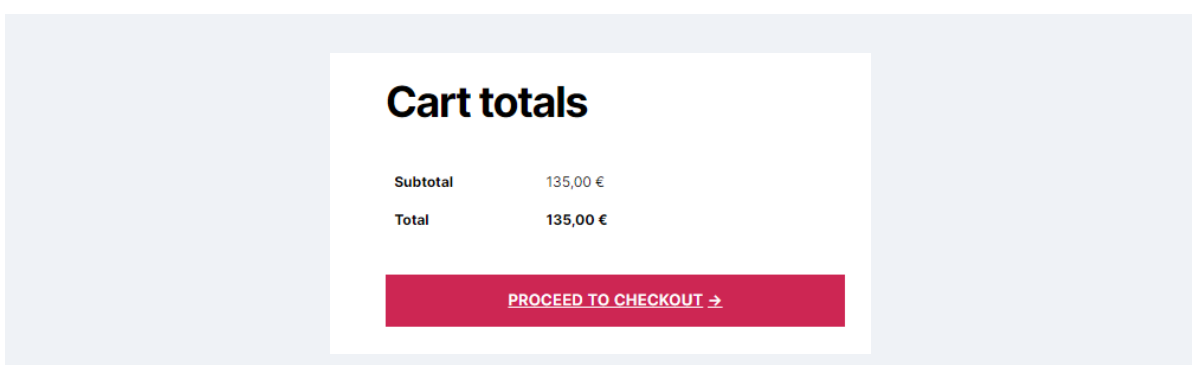 Cart totals
Subtotal 135,00 €
Total 135,00 €
PROCEED TO CHECKOUT →